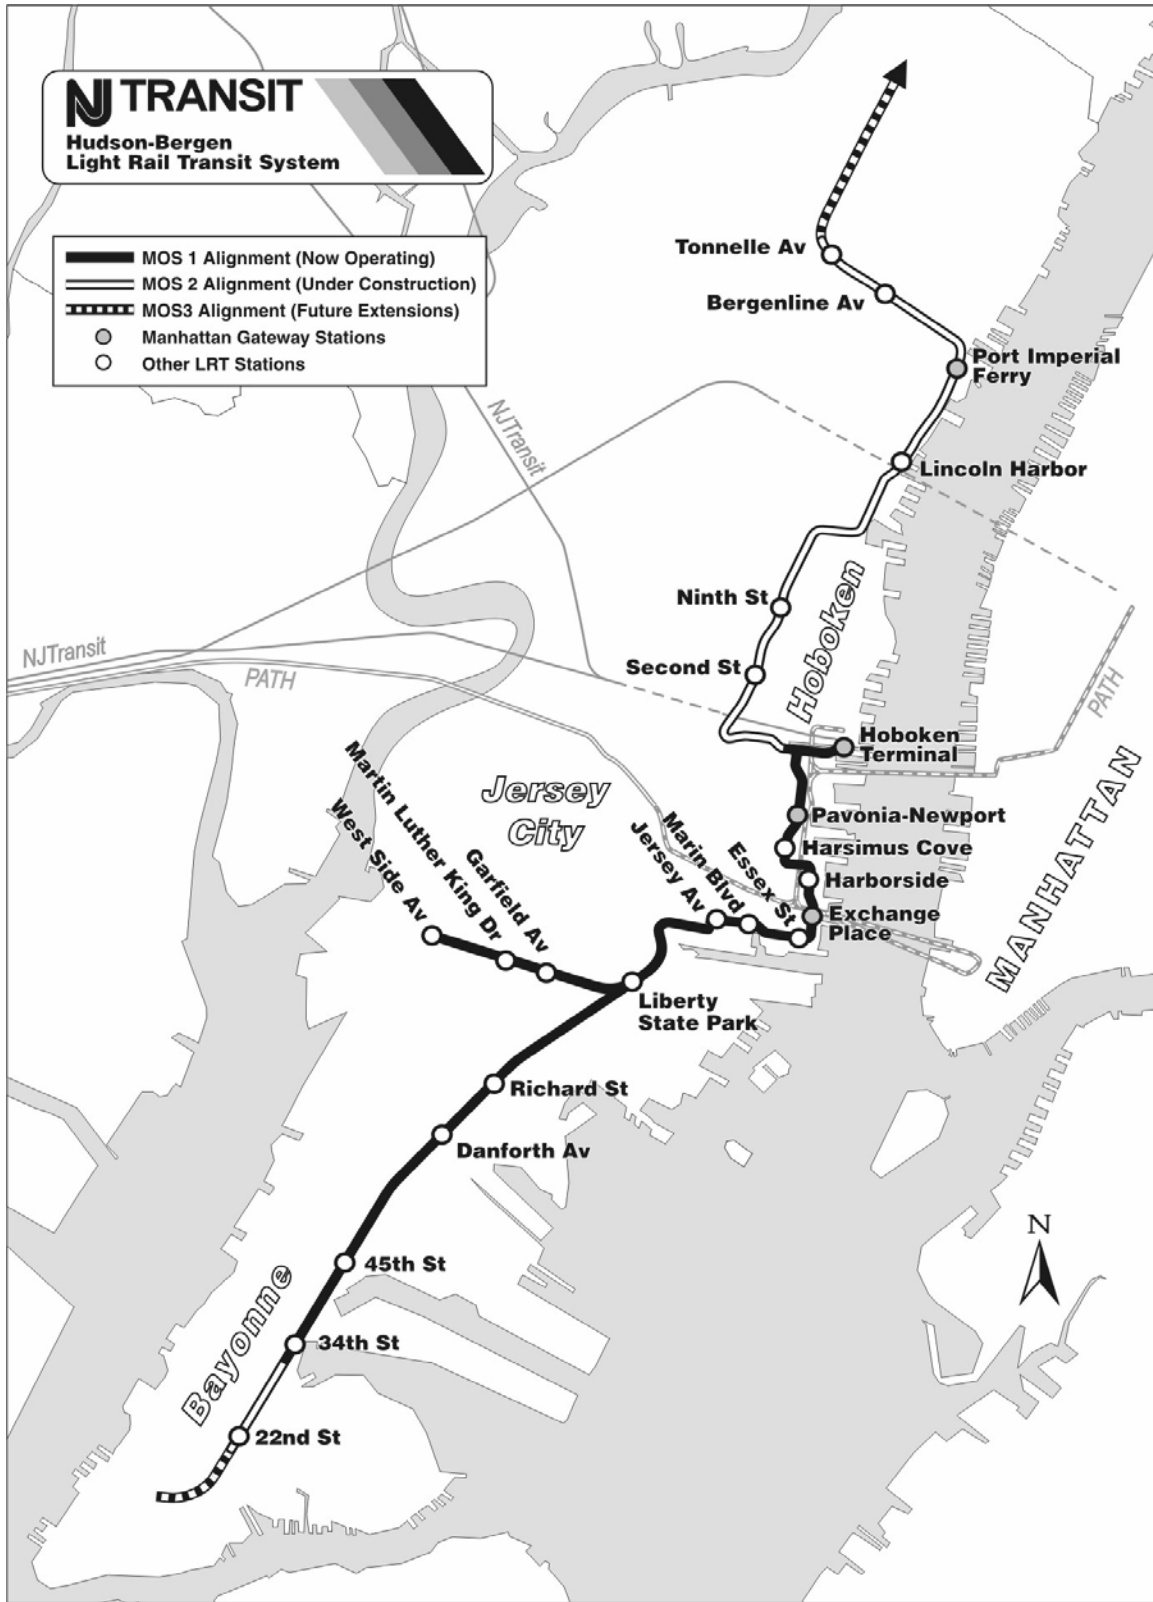 NJ TRANSIT
Hudson-Bergen
Light Rail Transit System
MOS 1 Alignment (Now Operating)
MOS 2 Alignment (Under Construction)
MOS3 Alignment (Future Extensions)
Manhattan Gateway Stations
Other LRT Stations
Tonnelle Av
Bergenline Av
Port Imperial
Ferry
NJTransit
Lincoln Harbor
Ninth St
Hoboken
Second St
NJTransit
PATH
PATH
Hoboken
Terminal
Jersey
City
Pavonia-Newport
Harsimus Cove
Harborside
Exchange
Place
MANHATTAN
West Side Av
Martin Luther
King Dr
Garfield Av
Jersey Av
Marin Blvd
Essex St
Liberty
State Park
Richard St
Danforth Av
N
45th St
34th St
Bayonne
22nd St